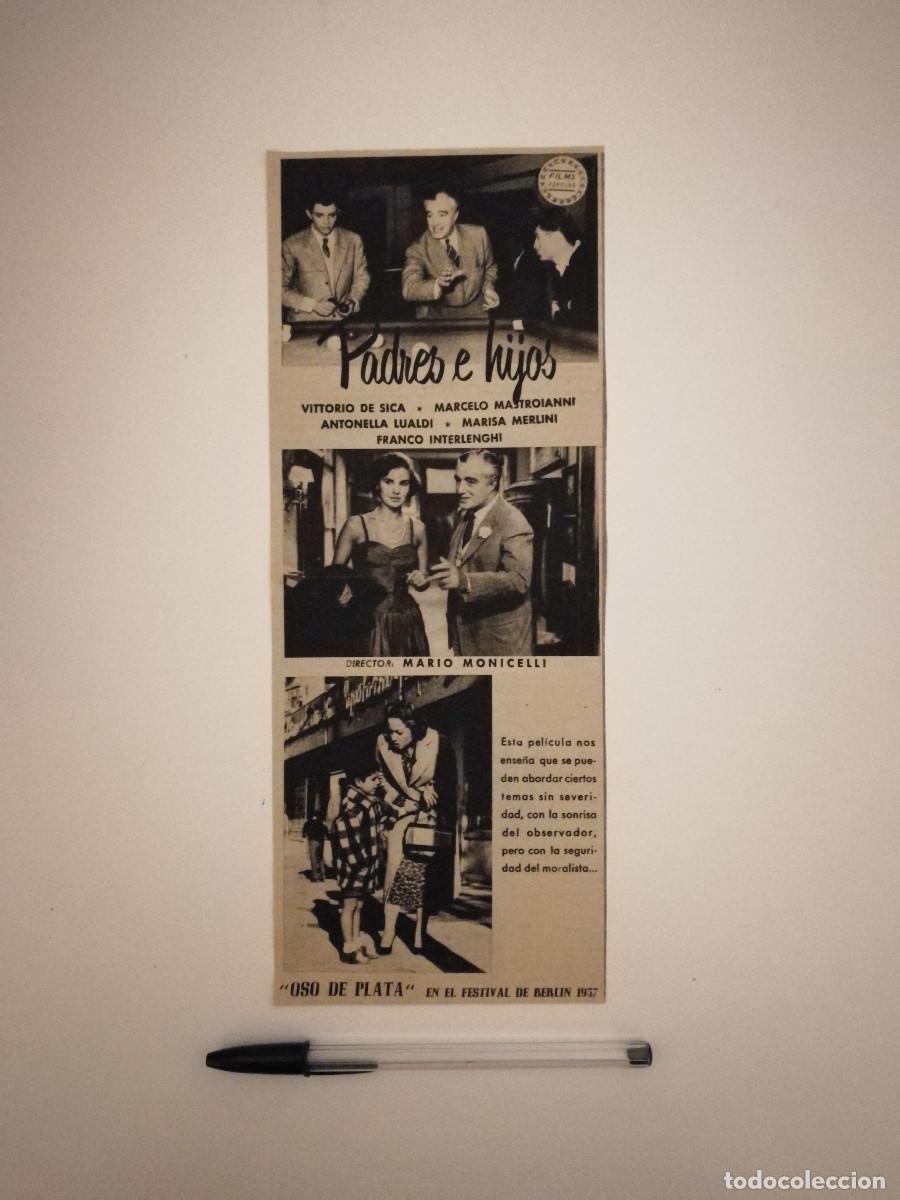 FILMS
Padres e hijos
VITTORIO DE SICA * MARCELO MASTROIANNI
ANTONELLA LUALDI * MARISA MERLINI
FRANCO INTERLENGHI
DIRECTOR: MARIO MONICELLI
Esta película nos
enseña que se pue-
den abordar ciertos
temas sin severi-
dad, con la sonrisa
del observador,
pero con la seguri-
dad del moralista...
"OSO DE PLATA" EN EL FESTIVAL DE BERLIN 1957
todocoleccion